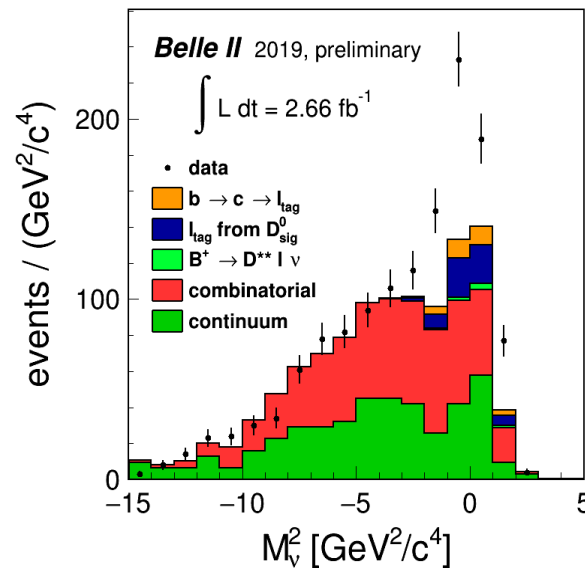 Belle II 2019, preliminary
∫ L dt = 2.66 fb⁻¹
data
b → c → l_tag
l_tag from D⁰_sig
B⁺ → D** l ν
combinatorial
continuum
events / (GeV²/c⁴)
200
100
0
−15 −10 −5 0 5
M²_ν [GeV²/c⁴]